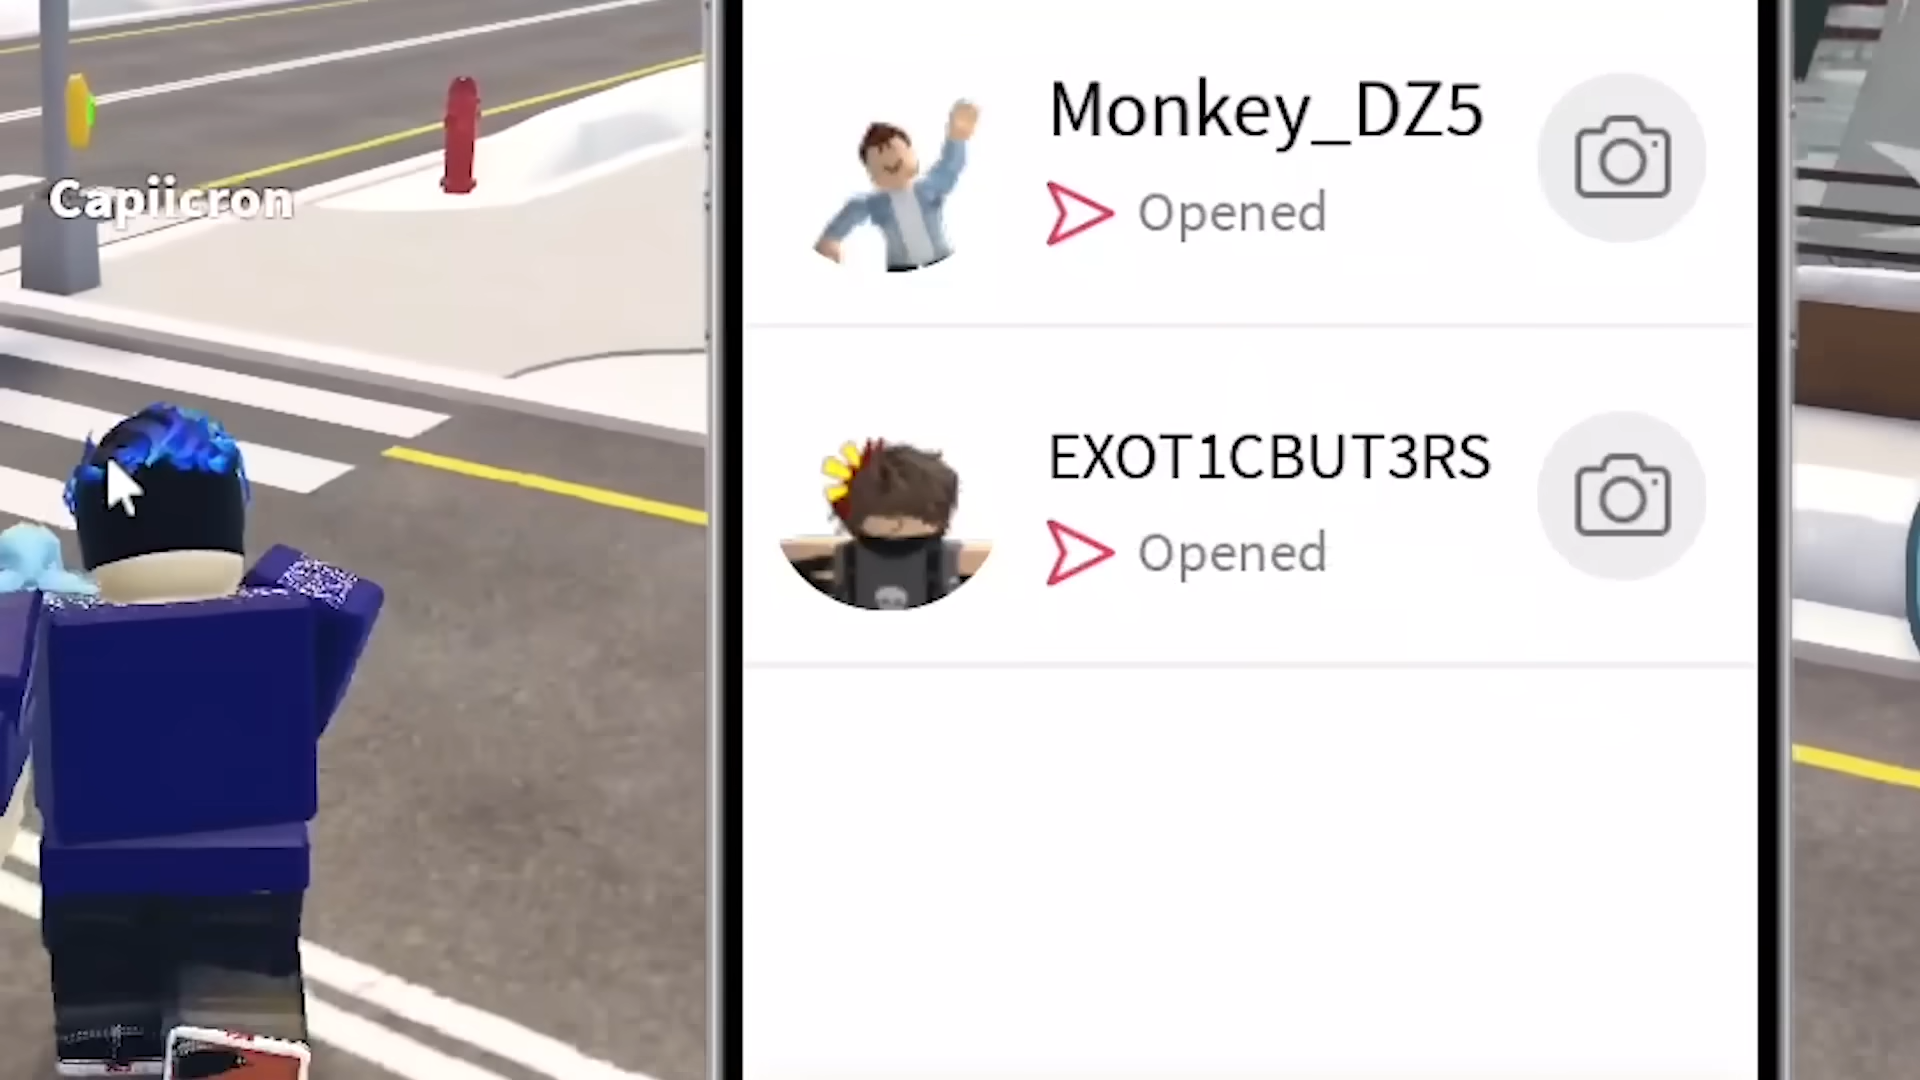 Monkey_DZ5
Opened
Capiicron
EXOT1CBUT3RS
Opened